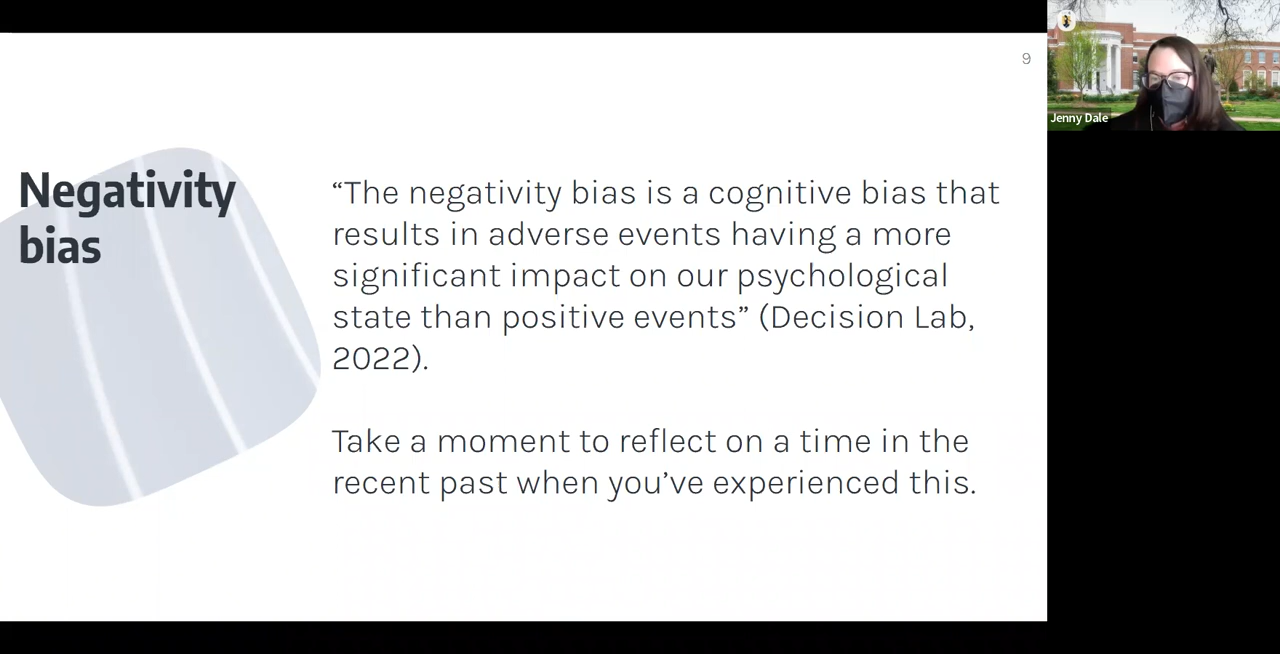 9
Negativity
bias
“The negativity bias is a cognitive bias that
results in adverse events having a more
significant impact on our psychological
state than positive events” (Decision Lab,
2022).
Take a moment to reflect on a time in the
recent past when you’ve experienced this.
Jenny Dale